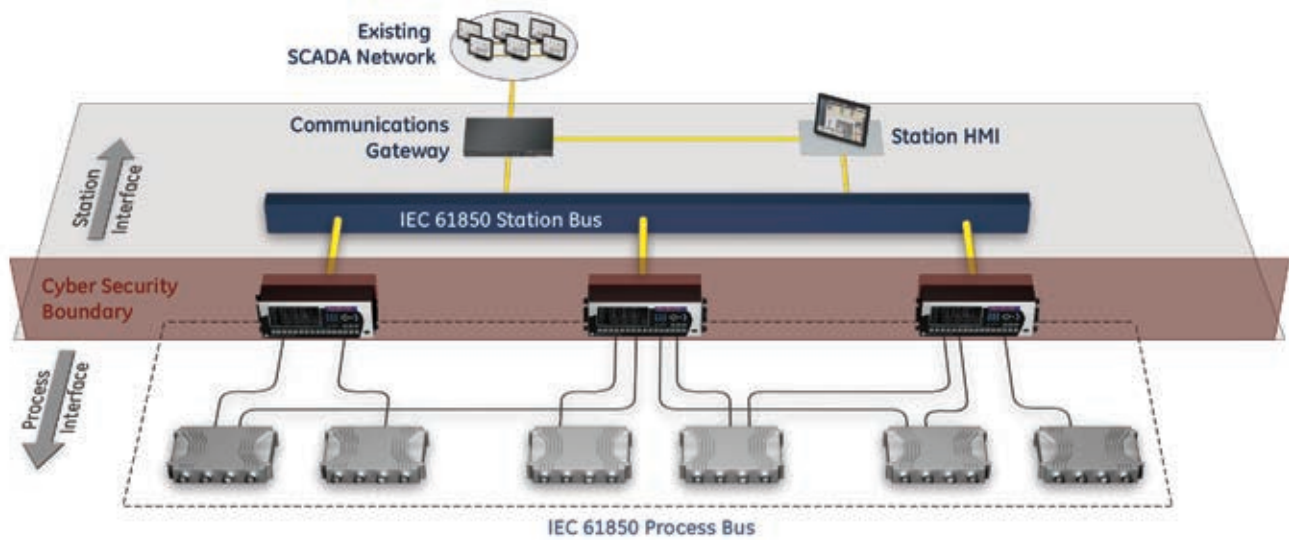 Existing
SCADA Network
Communications
Gateway
Station HMI
Station
Interface
IEC 61850 Station Bus
Cyber Security
Boundary
Process
Interface
IEC 61850 Process Bus